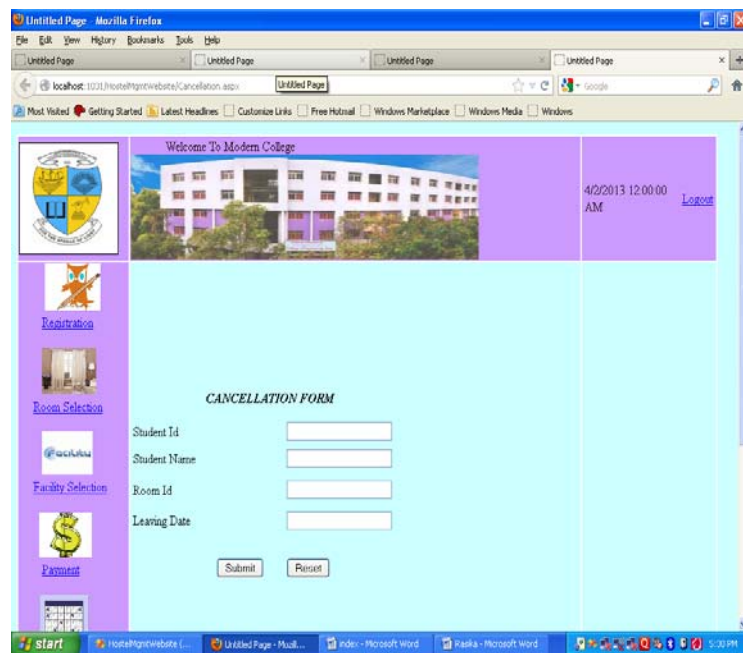 Untitled Page - Mozilla Firefox
File Edit View History Bookmarks Tools Help
Untitled Page Untitled Page Untitled Page Untitled Page
localhost:1031/HostelMgmtWebsite/Cancellation.aspx Untitled Page Google
Most Visited Getting Started Latest Headlines Customize Links Free Hotmail Windows Marketplace Windows Media Windows
Welcome To Modern College
4/2/2013 12:00:00
AM
Logout
Registration
Room Selection
Facility
Facility Selection
Payment
CANCELLATION FORM
Student Id
Student Name
Room Id
Leaving Date
Submit Reset
start HostelMgmtWebsite (... Untitled Page - Mozill... index - Microsoft Word Rasika - Microsoft Word 5:00 PM